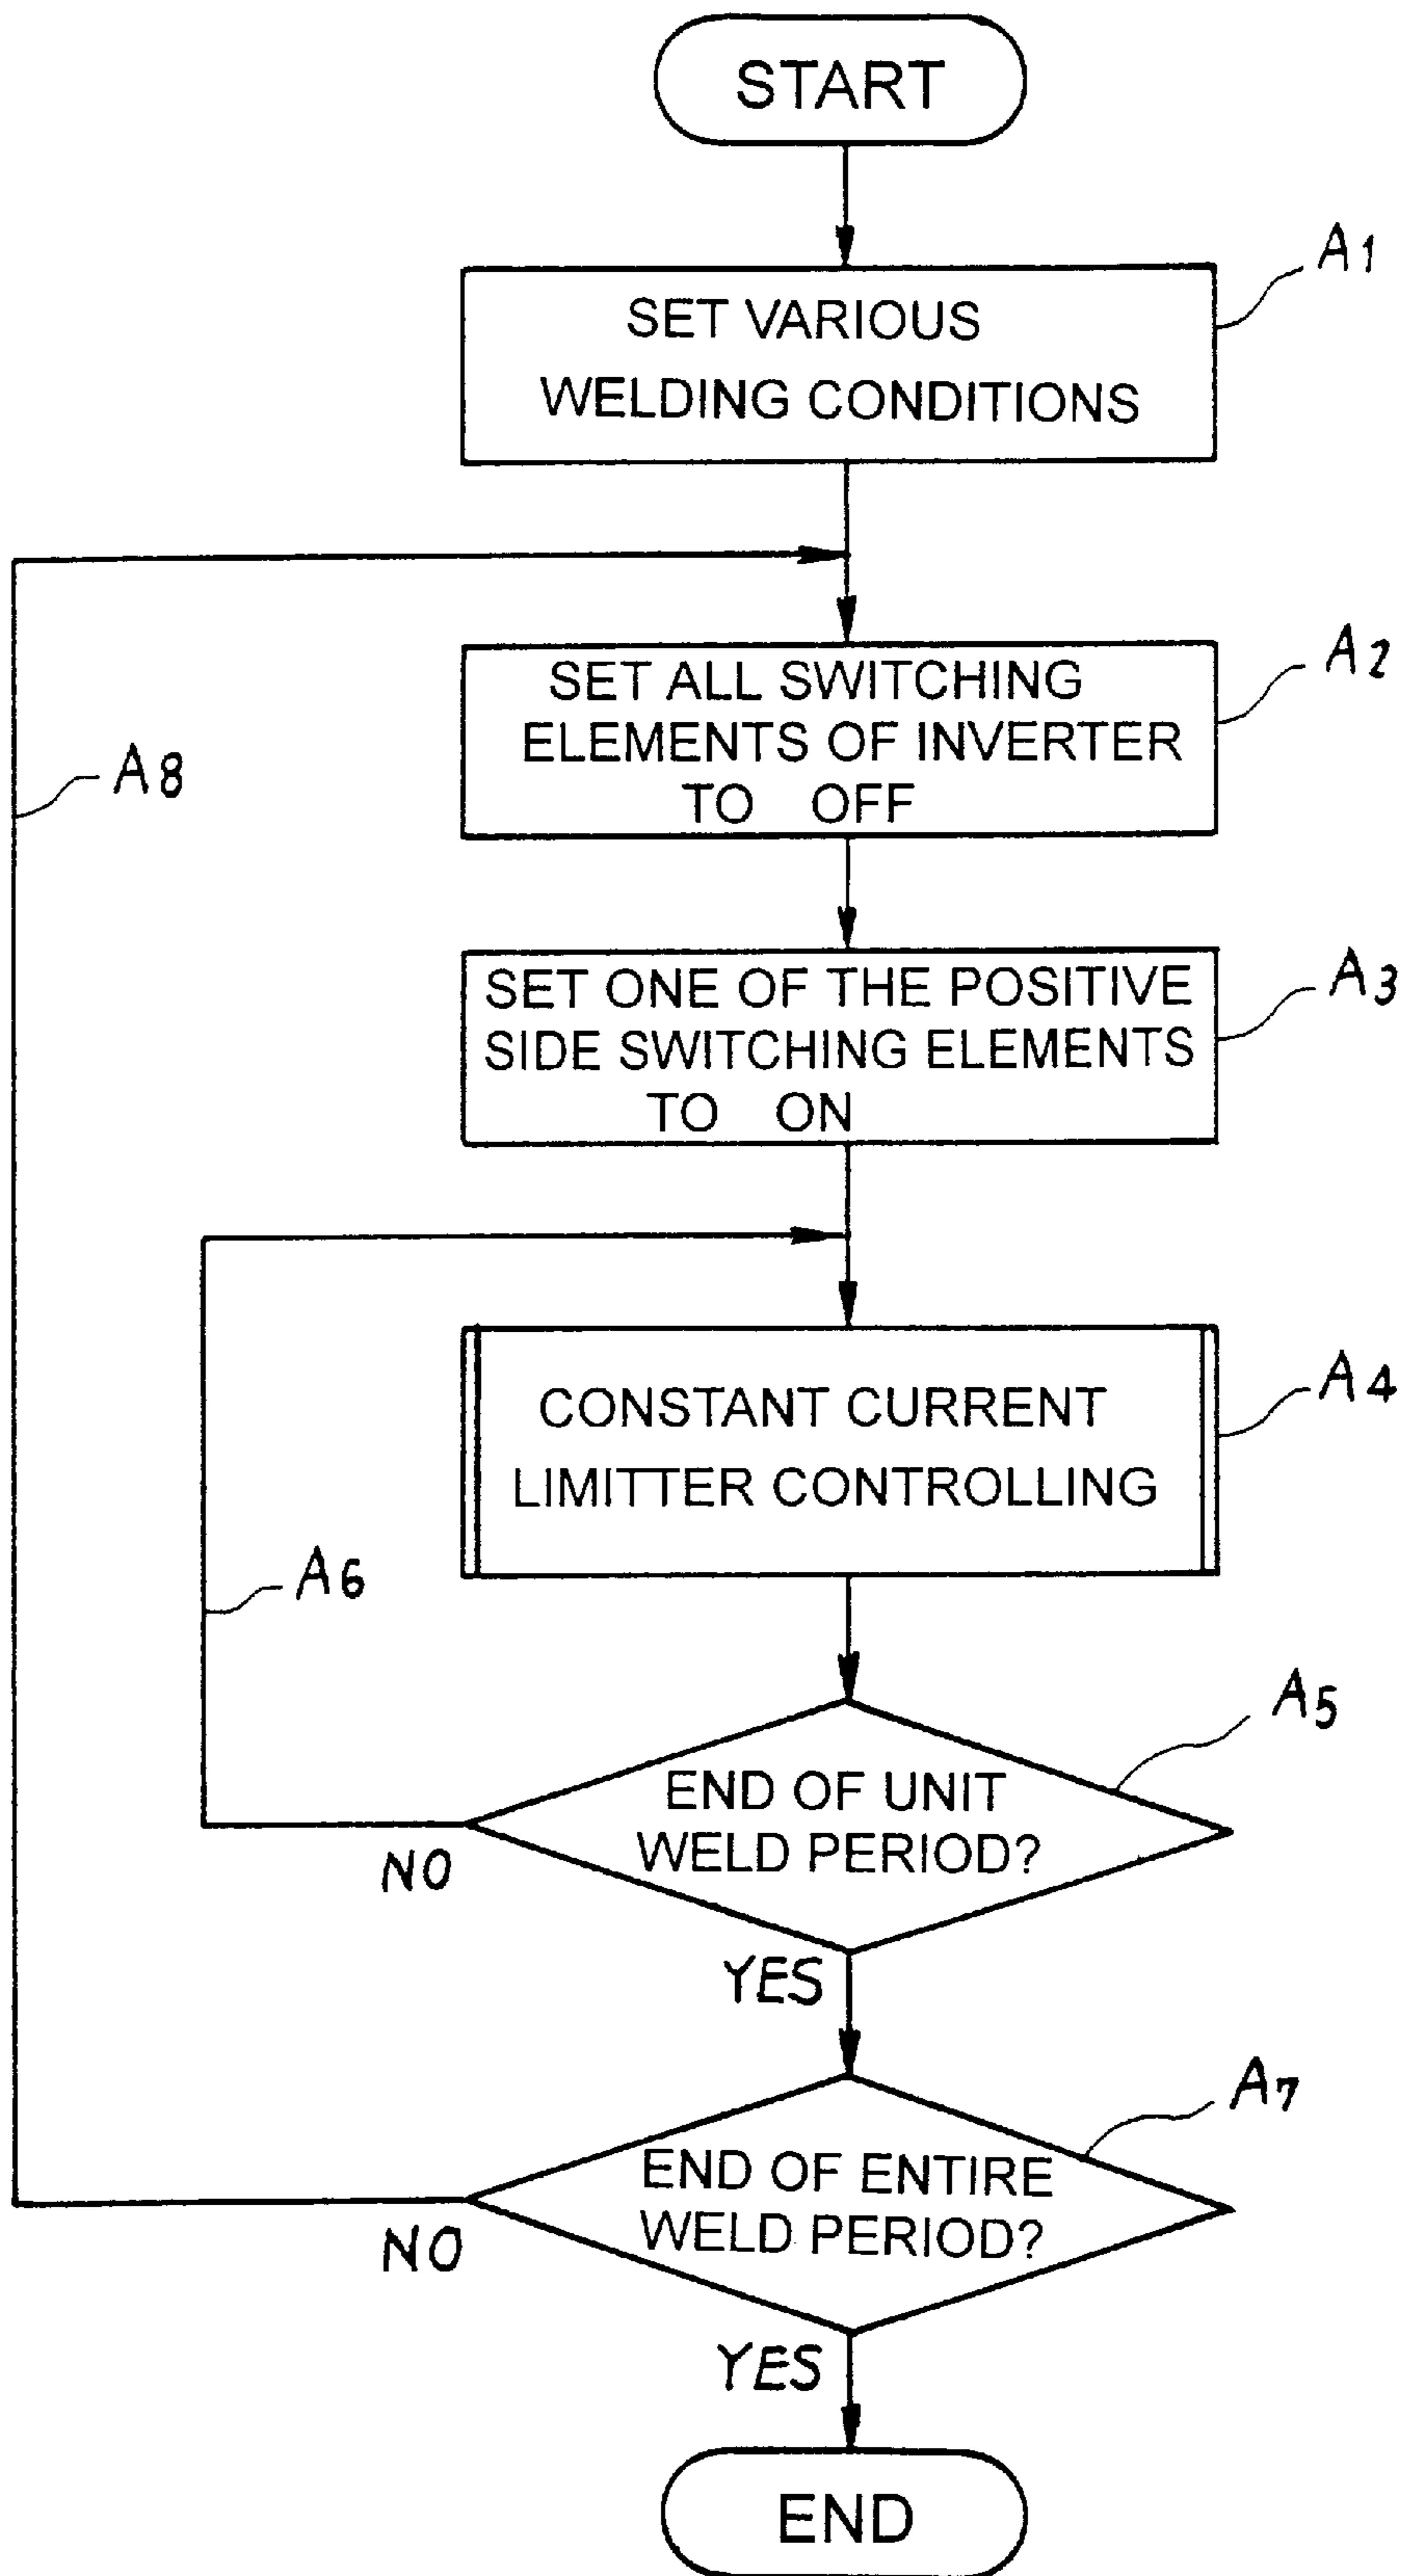 START
A1
SET VARIOUS
WELDING CONDITIONS
A2
SET ALL SWITCHING
ELEMENTS OF INVERTER
TO OFF
A8
A3
SET ONE OF THE POSITIVE
SIDE SWITCHING ELEMENTS
TO ON
A4
CONSTANT CURRENT
LIMITTER CONTROLLING
A6
A5
END OF UNIT
WELD PERIOD?
NO
YES
A7
END OF ENTIRE
WELD PERIOD?
NO
YES
END